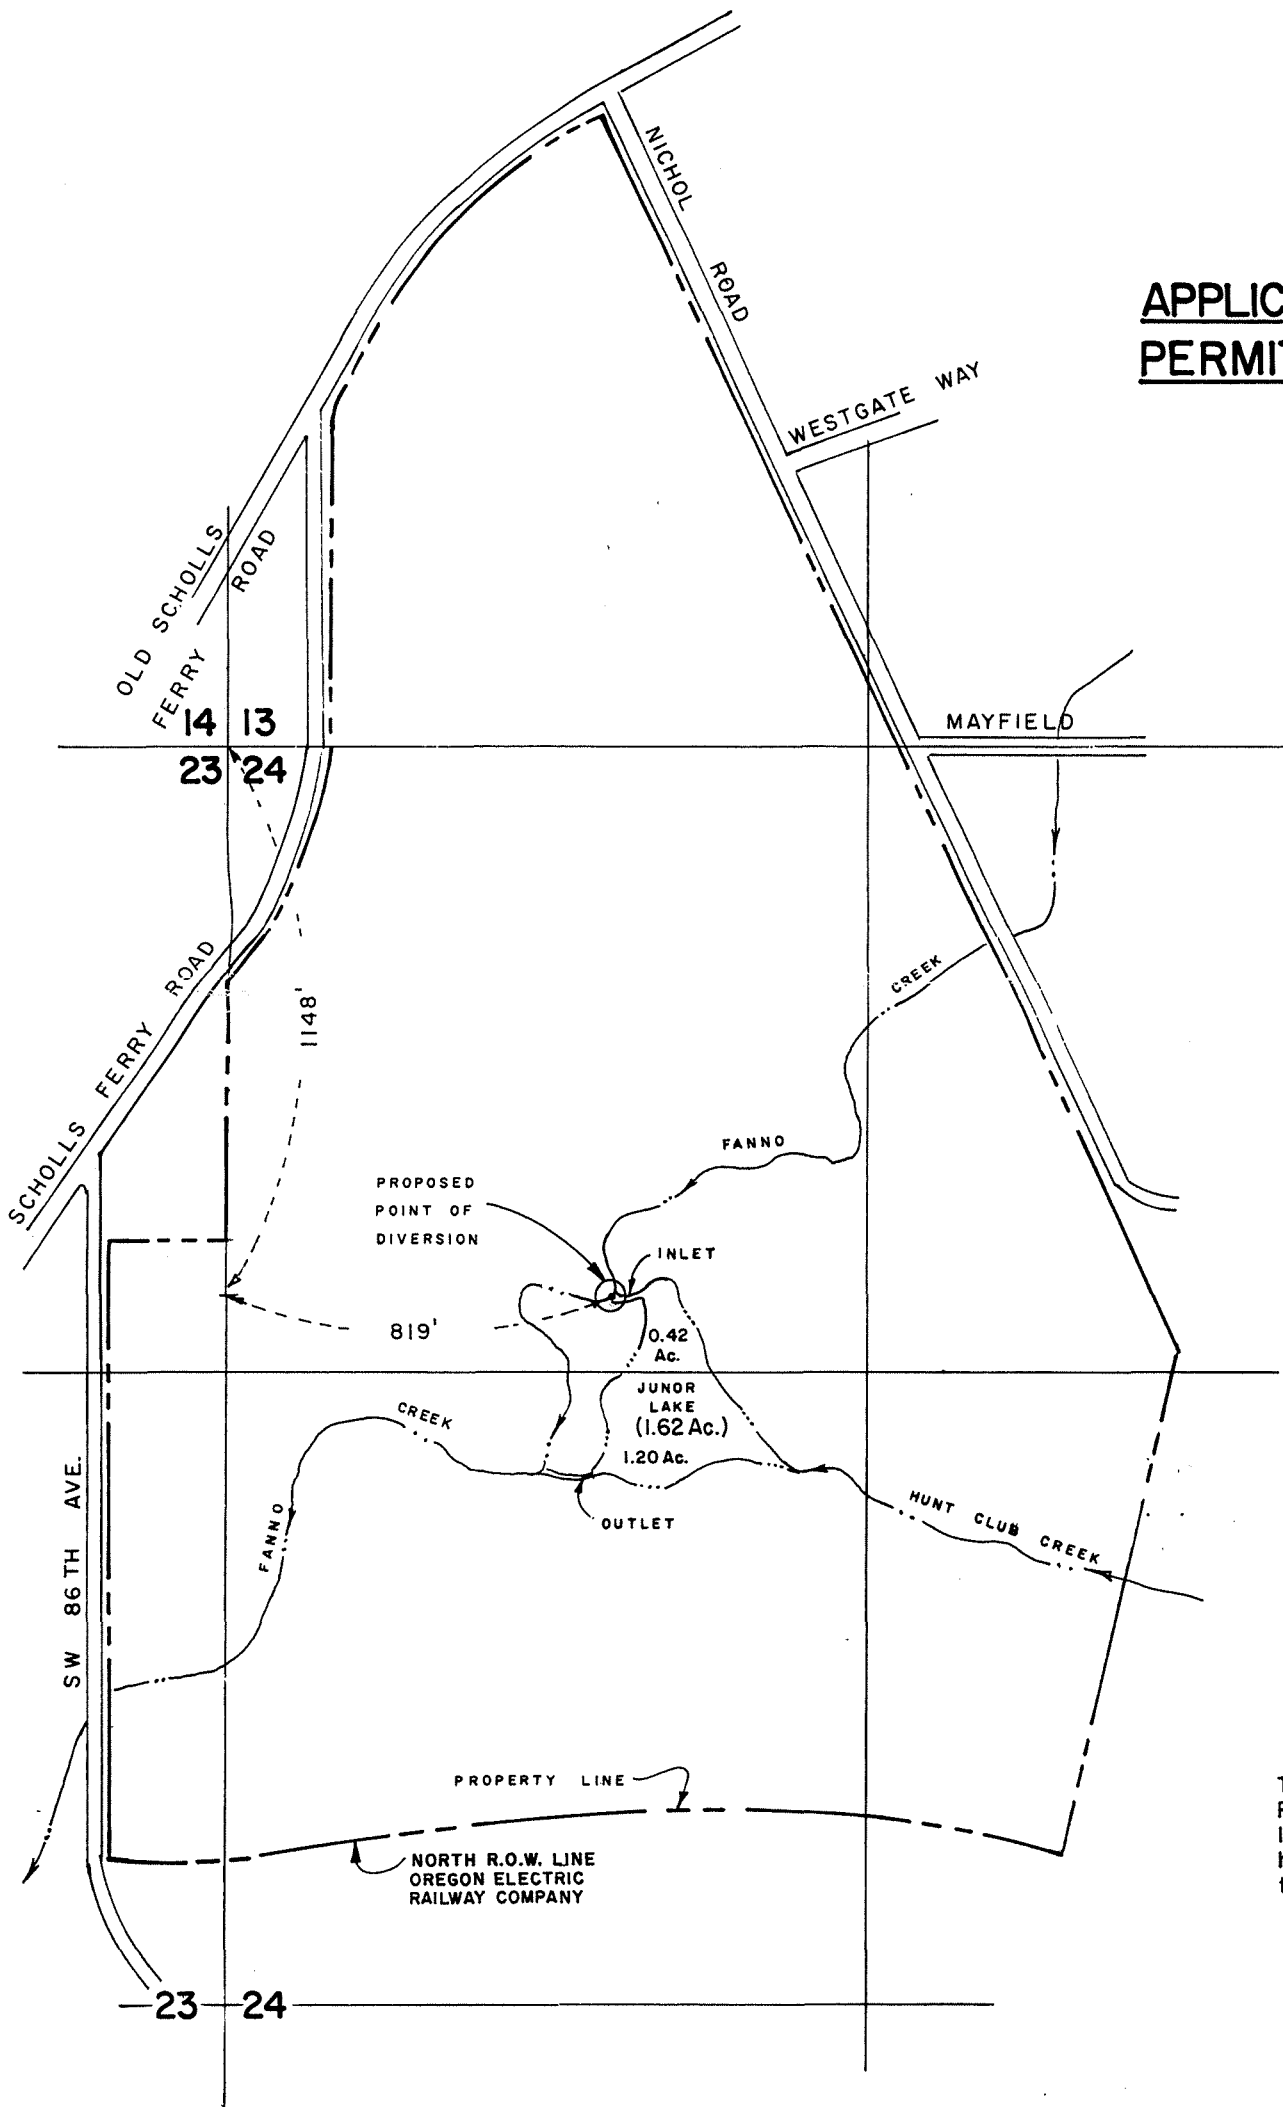 NICHOL
ROAD
APPLIC
PERMIT
WESTGATE WAY
OLD SCHOLLS
FERRY ROAD
14 13
MAYFIELD
23 24
SCHOLLS FERRY ROAD
1148'
CREEK
FANNO
PROPOSED
POINT OF
DIVERSION
INLET
819'
0.42
Ac.
JUNOR
LAKE
(1.62 Ac.)
1.20 Ac.
CREEK
FANNO
OUTLET
HUNT CLUB CREEK
SW 86TH AVE.
PROPERTY LINE
NORTH R.O.W. LINE
OREGON ELECTRIC
RAILWAY COMPANY
23 24